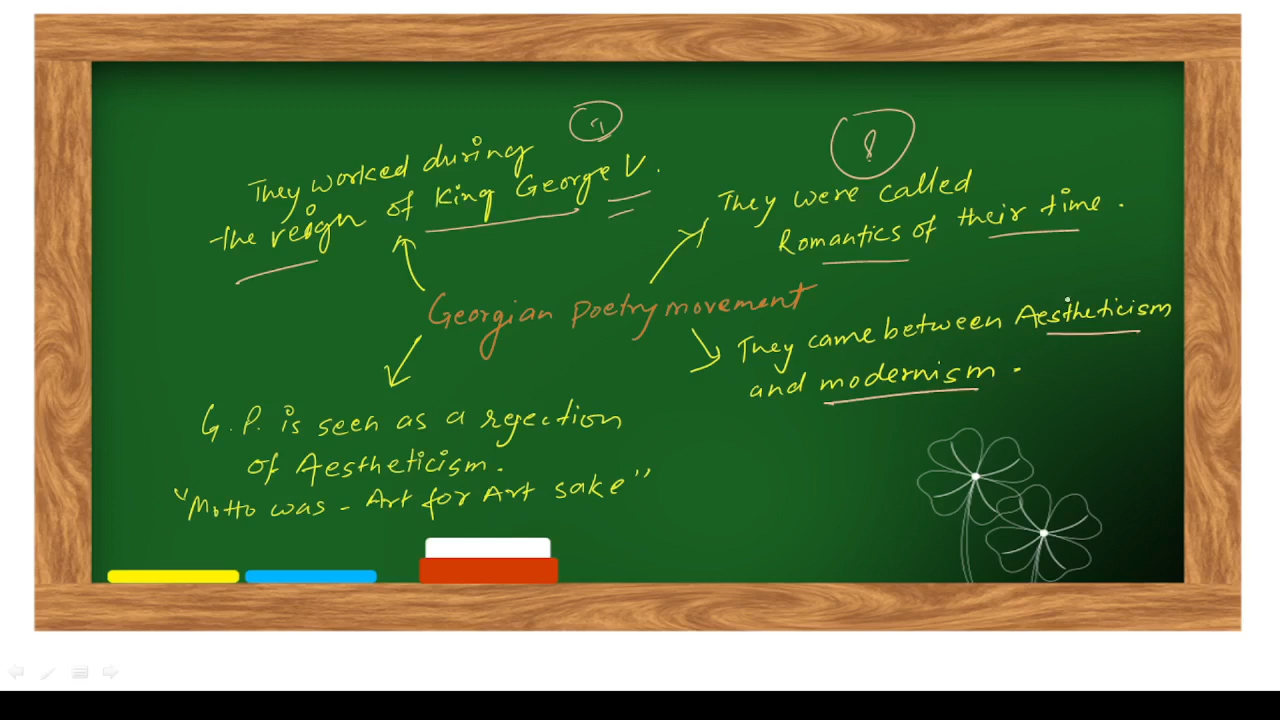 They worked during
the reign of King George V.
They were called
Romantics of their time.
Georgian Poetry movement
They came between Aestheticism
and modernism.
G.P. is seen as a rejection
of Aestheticism.
"Motto was - Art for Art sake"